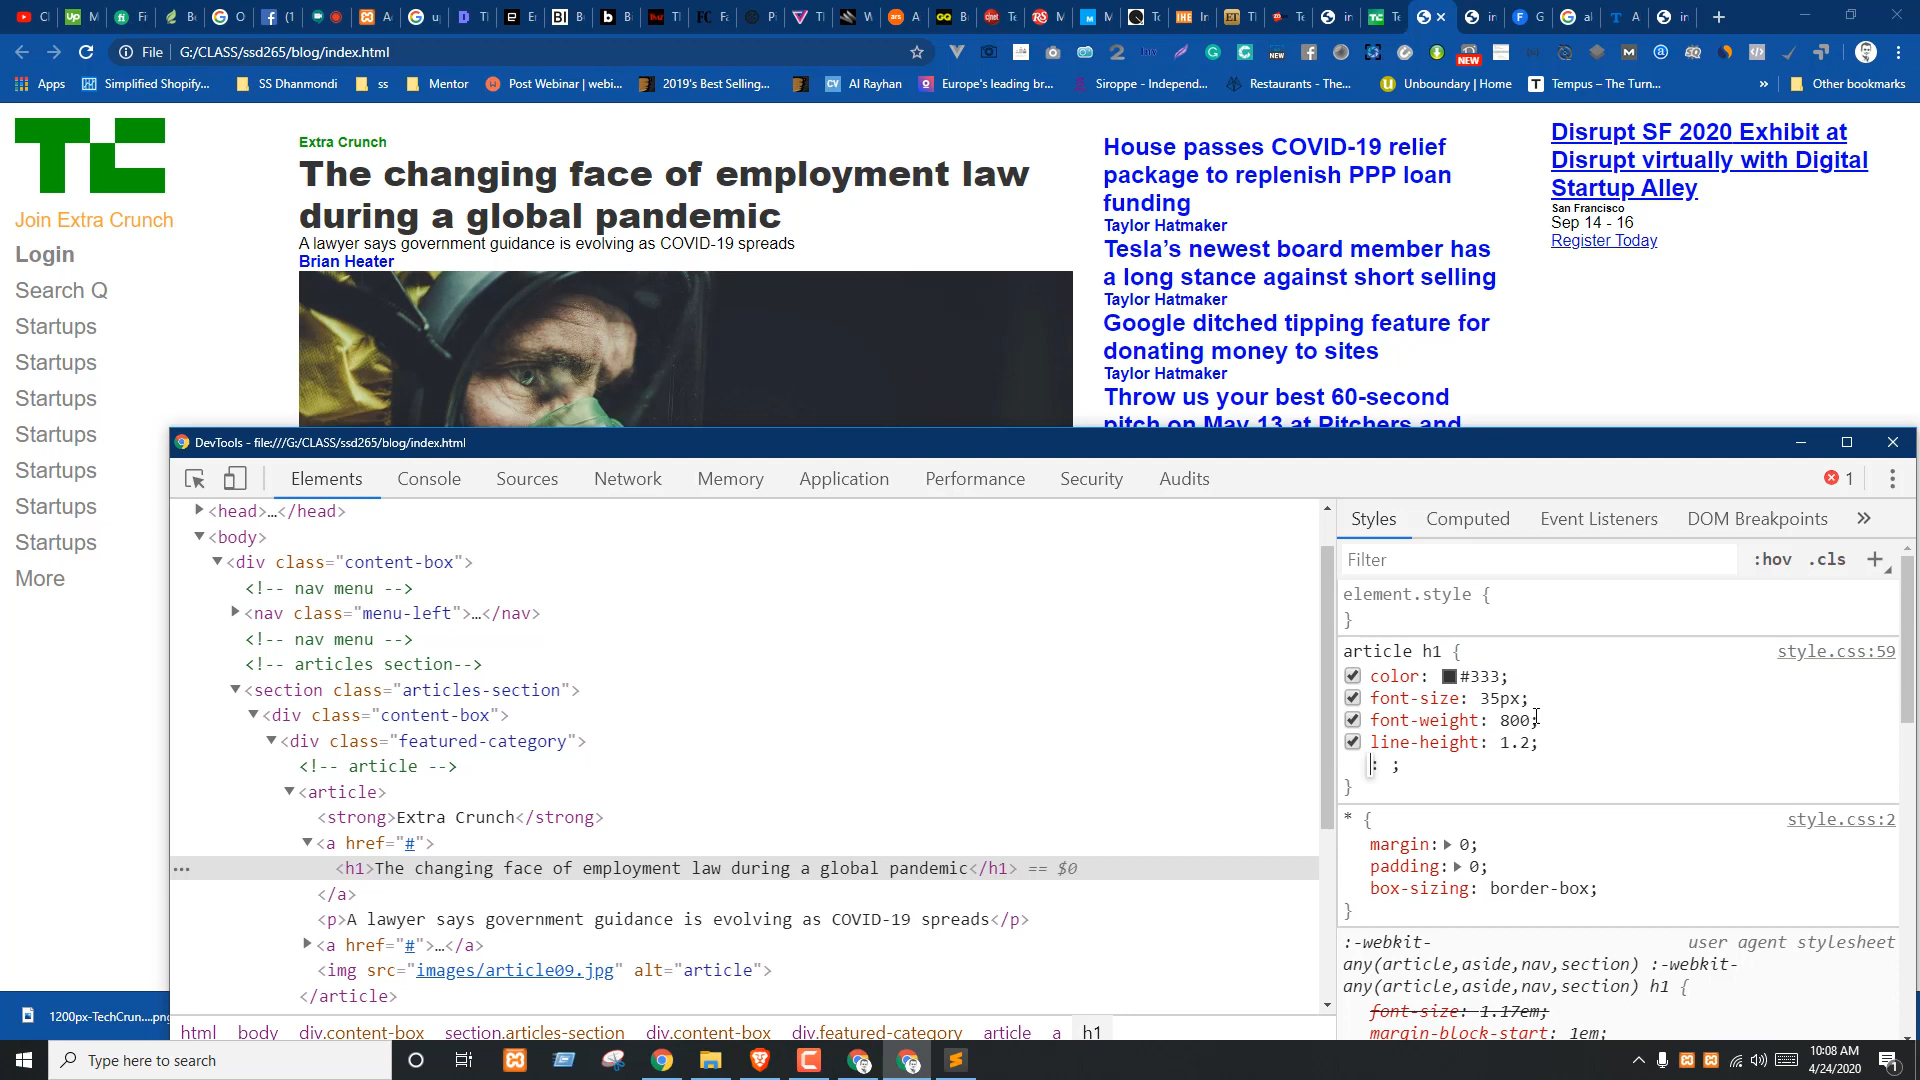 File
G:/CLASS/ssd265/blog/index.html
NEW
NEW
Apps
Simplified Shopify...
SS Dhanmondi
ss
Mentor
Post Webinar | webi...
2019's Best Selling...
Al Rayhan
Europe's leading br...
Siroppe - Independ...
Restaurants - The...
Unboundary | Home
Tempus – The Turn...
»
Other bookmarks
Join Extra Crunch
Login
Search Q
Startups
Startups
Startups
Startups
Startups
Startups
Startups
More
Extra Crunch
The changing face of employment law
during a global pandemic
A lawyer says government guidance is evolving as COVID-19 spreads
Brian Heater
House passes COVID-19 relief
package to replenish PPP loan
funding
Taylor Hatmaker
Tesla’s newest board member has
a long stance against short selling
Taylor Hatmaker
Google ditched tipping feature for
donating money to sites
Taylor Hatmaker
Throw us your best 60-second
pitch on May 13 at Pitchers and
Disrupt SF 2020 Exhibit at
Disrupt virtually with Digital
Startup Alley
San Francisco
Sep 14 - 16
Register Today
DevTools - file:///G:/CLASS/ssd265/blog/index.html
Elements
Console
Sources
Network
Memory
Application
Performance
Security
Audits
1
<head>…</head>
<body>
<div class="content-box">
<!-- nav menu -->
<nav class="menu-left">…</nav>
<!-- nav menu -->
<!-- articles section-->
<section class="articles-section">
<div class="content-box">
<div class="featured-category">
<!-- article -->
<article>
<strong>Extra Crunch</strong>
<a href="#">
<h1>The changing face of employment law during a global pandemic</h1> == $0
</a>
<p>A lawyer says government guidance is evolving as COVID-19 spreads</p>
<a href="#">…</a>
<img src="images/article09.jpg" alt="article">
</article>
html
body
div.content-box
section.articles-section
div.content-box
div.featured-category
article
a
h1
Styles
Computed
Event Listeners
DOM Breakpoints
»
Filter
:hov
.cls
+
element.style {
}
article h1 {
style.css:59
color: #333;
font-size: 35px;
font-weight: 800;
line-height: 1.2;
: ;
}
* {
style.css:2
margin: 0;
padding: 0;
box-sizing: border-box;
}
:-webkit-
user agent stylesheet
any(article,aside,nav,section) :-webkit-
any(article,aside,nav,section) h1 {
font-size: 1.17em;
margin-block-start: 1em;
1200px-TechCrun....png
Type here to search
10:08 AM
4/24/2020